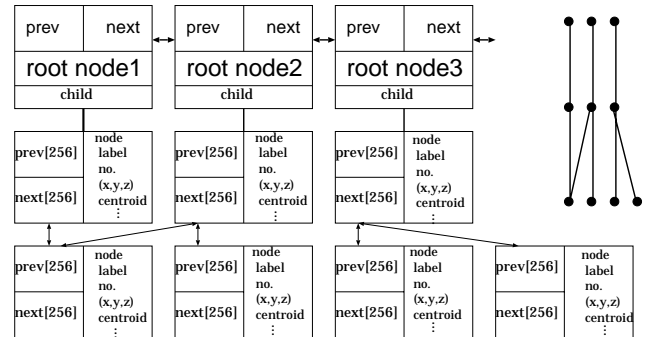 prev next
root node1
child
prev next
root node2
child
prev next
root node3
child
prev[256]
next[256]
node
label
no.
(x,y,z)
centroid
⋮
prev[256]
next[256]
node
label
no.
(x,y,z)
centroid
⋮
prev[256]
next[256]
node
label
no.
(x,y,z)
centroid
⋮
prev[256]
next[256]
node
label
no.
(x,y,z)
centroid
⋮
prev[256]
next[256]
node
label
no.
(x,y,z)
centroid
⋮
prev[256]
next[256]
node
label
no.
(x,y,z)
centroid
⋮
prev[256]
next[256]
node
label
no.
(x,y,z)
centroid
⋮